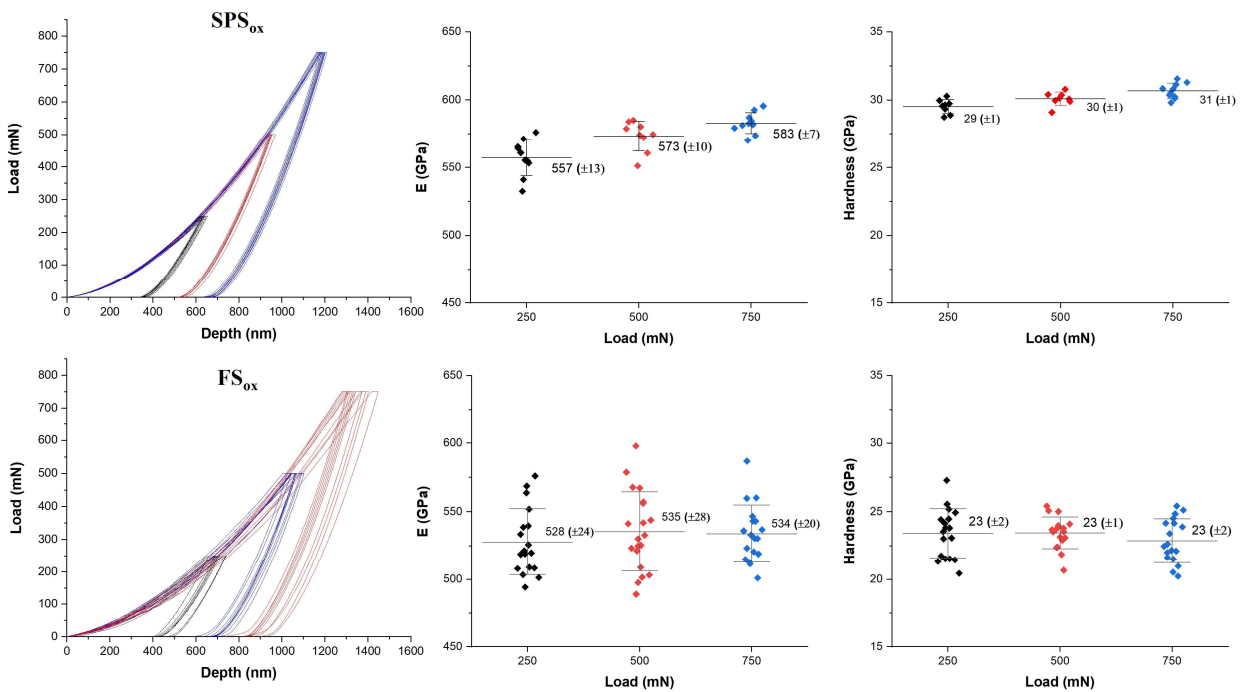 SPSox
800
700
600
500
400
300
200
100
0
Load (mN)
0 200 400 600 800 1000 1200 1400 1600
Depth (nm)
650
600
550
500
450
E (GPa)
557 (±13)
573 (±10)
583 (±7)
250 500 750
Load (mN)
35
30
25
20
15
Hardness (GPa)
29 (±1)
30 (±1)
31 (±1)
250 500 750
Load (mN)
FSox
800
700
600
500
400
300
200
100
0
Load (mN)
0 200 400 600 800 1000 1200 1400 1600
Depth (nm)
650
600
550
500
450
E (GPa)
528 (±24)
535 (±28)
534 (±20)
250 500 750
Load (mN)
35
30
25
20
15
Hardness (GPa)
23 (±2)
23 (±1)
23 (±2)
250 500 750
Load (mN)